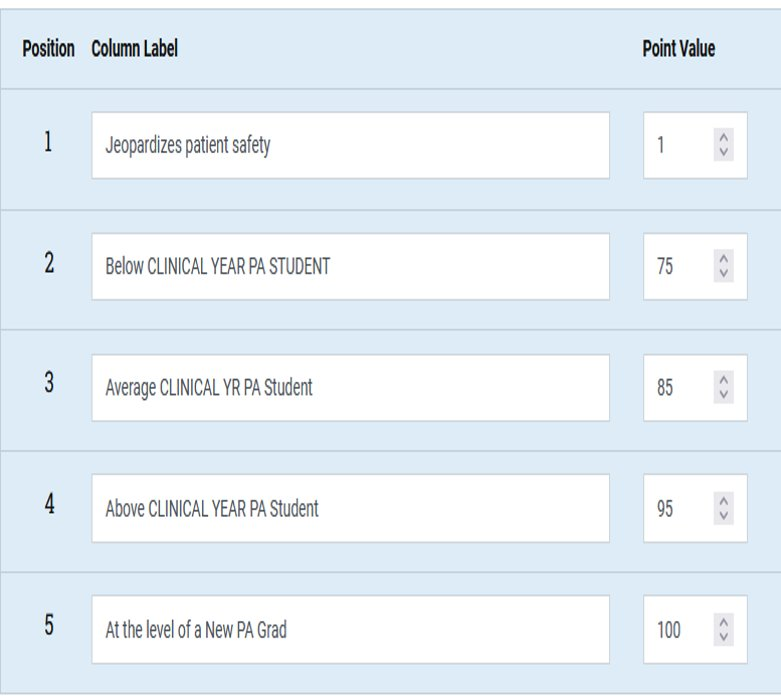 Position Column Label Point Value
1 Jeopardizes patient safety 1
2 Below CLINICAL YEAR PA STUDENT 75
3 Average CLINICAL YR PA Student 85
4 Above CLINICAL YEAR PA Student 95
5 At the level of a New PA Grad 100